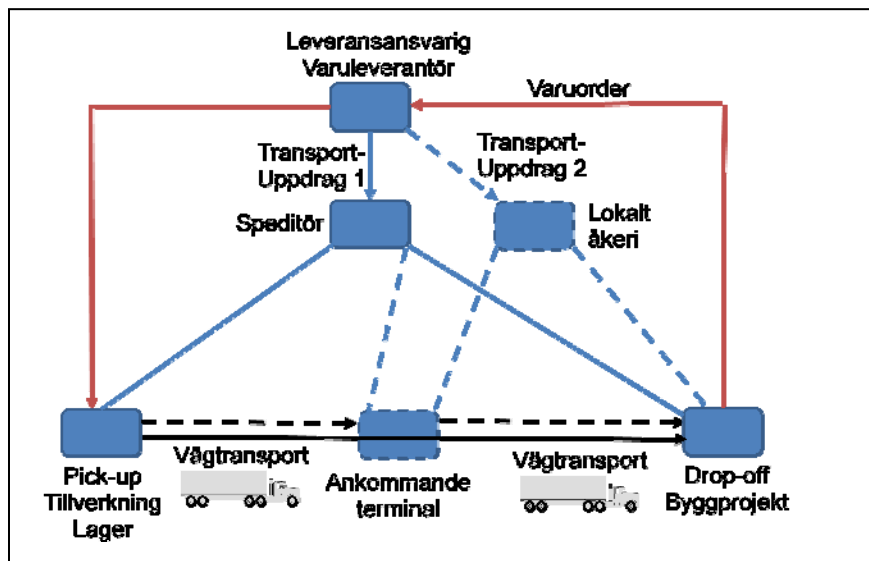 Leveransansvarig
Varuleverantör
Varuorder
Transport-
Uppdrag 1
Transport-
Uppdrag 2
Speditör
Lokalt
åkeri
Vägtransport
Vägtransport
Pick-up
Tillverkning
Lager
Ankommande
terminal
Drop-off
Byggprojekt